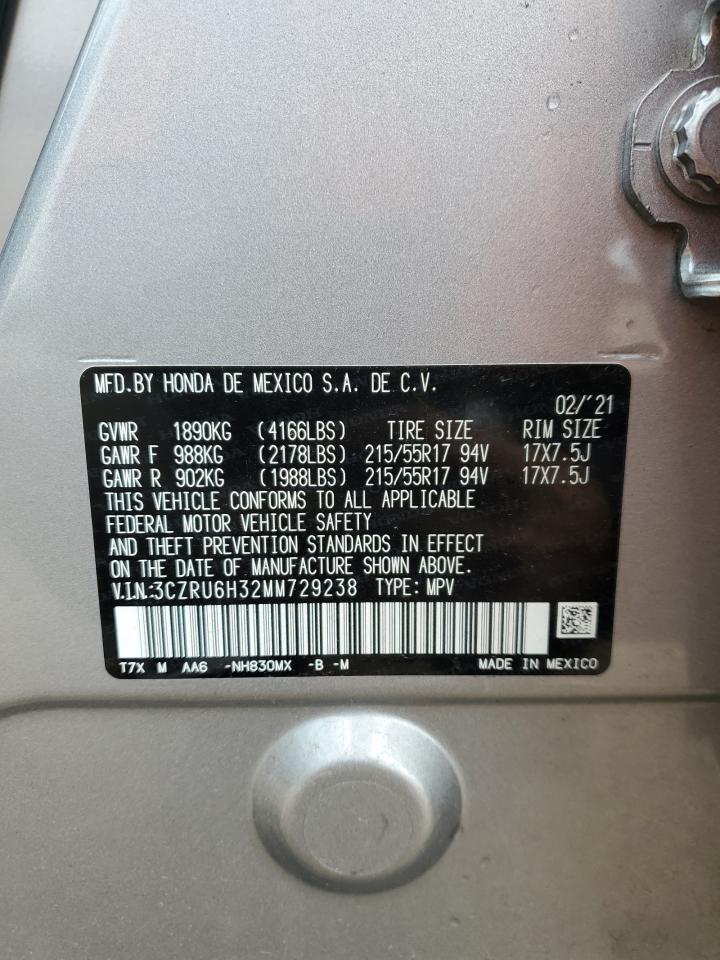 MFD.BY HONDA DE MEXICO S.A. DE C.V.
02/'21
GVWR 1890KG (4166LBS) TIRE SIZE RIM SIZE
GAWR F 988KG (2178LBS) 215/55R17 94V 17X7.5J
GAWR R 902KG (1988LBS) 215/55R17 94V 17X7.5J
THIS VEHICLE CONFORMS TO ALL APPLICABLE
FEDERAL MOTOR VEHICLE SAFETY
AND THEFT PREVENTION STANDARDS IN EFFECT
ON THE DATE OF MANUFACTURE SHOWN ABOVE.
V.I.N.:3CZRU6H32MM729238 TYPE: MPV
T7X M AA6 -NH830MX -B -M MADE IN MEXICO